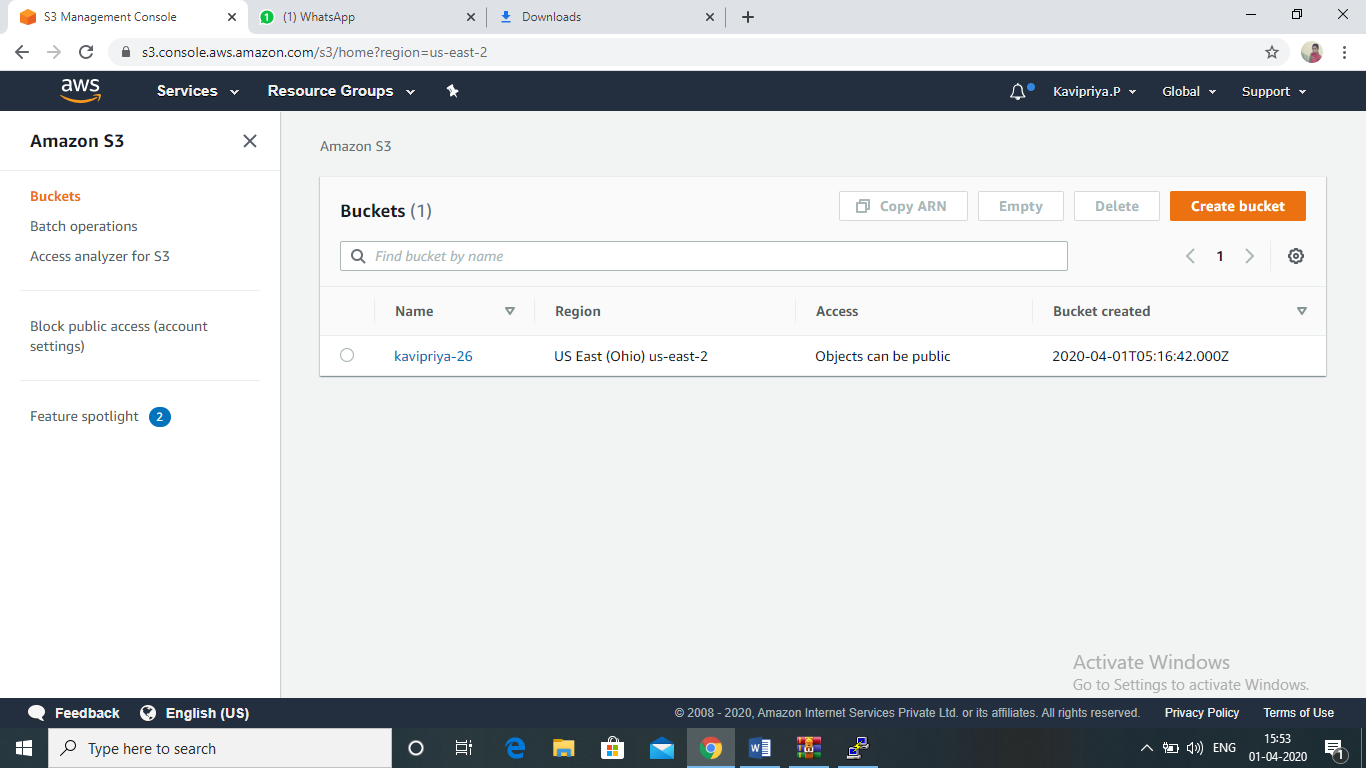 S3 Management Console
(1) WhatsApp
Downloads
s3.console.aws.amazon.com/s3/home?region=us-east-2
aws
Services
Resource Groups
Kavipriya.P
Global
Support
Amazon S3
Buckets
Batch operations
Access analyzer for S3
Block public access (account
settings)
Feature spotlight 2
Amazon S3
Buckets (1)
Copy ARN
Empty
Delete
Create bucket
Find bucket by name
1
Name
Region
Access
Bucket created
kavipriya-26
US East (Ohio) us-east-2
Objects can be public
2020-04-01T05:16:42.000Z
Activate Windows
Go to Settings to activate Windows.
Feedback
English (US)
© 2008 - 2020, Amazon Internet Services Private Ltd. or its affiliates. All rights reserved.
Privacy Policy
Terms of Use
Type here to search
ENG
15:53
01-04-2020
1